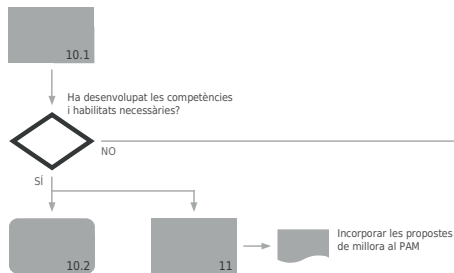 10.1
Ha desenvolupat les competències
i habilitats necessàries?
NO
SÍ
10.2
11
Incorporar les propostes
de millora al PAM